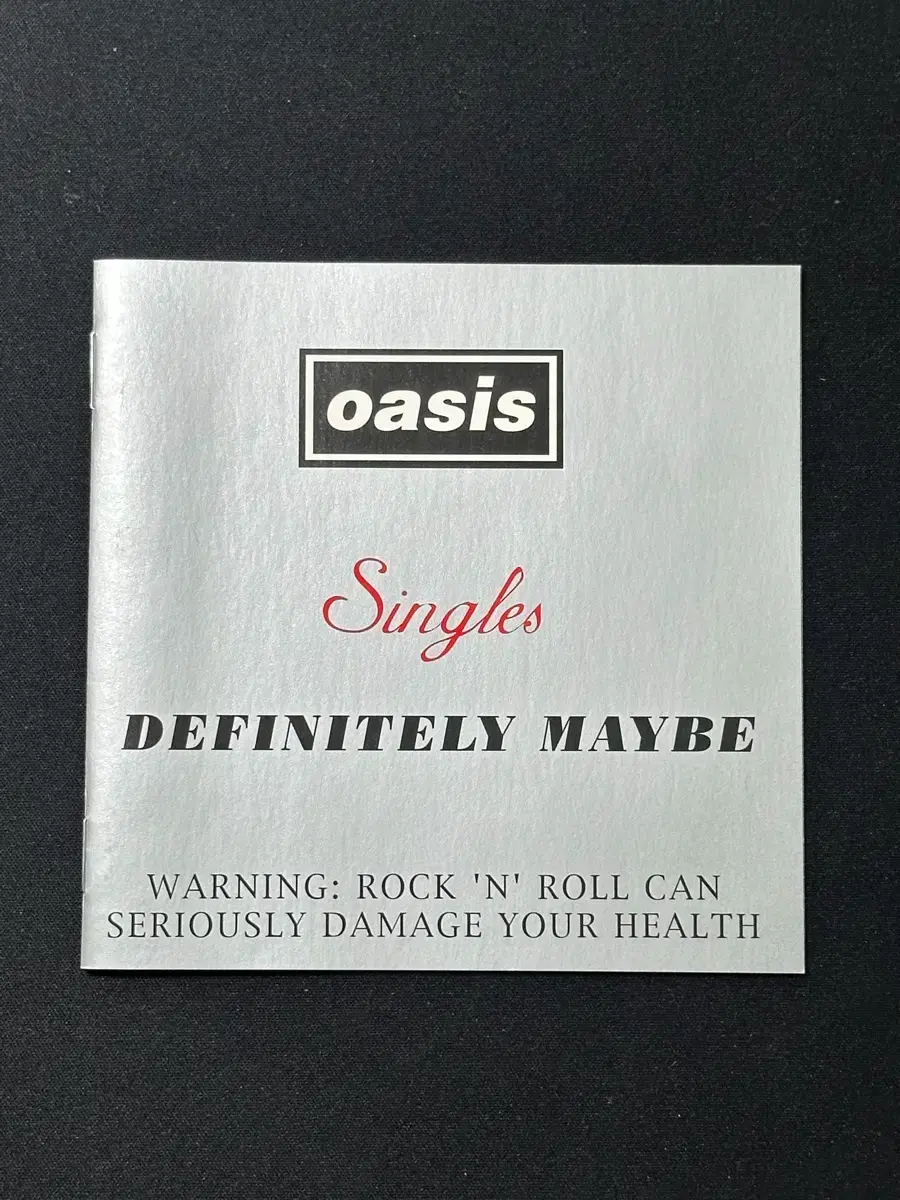 oasis
Singles
DEFINITELY MAYBE
WARNING: ROCK 'N' ROLL CAN
SERIOUSLY DAMAGE YOUR HEALTH